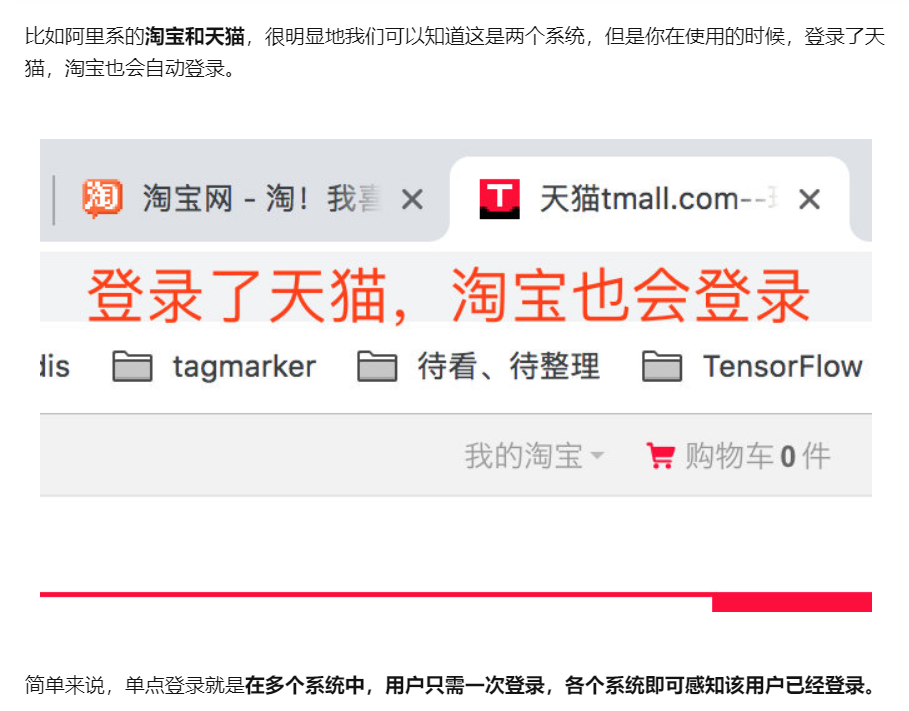 比如阿里系的淘宝和天猫，很明显地我们可以知道这是两个系统，但是你在使用的时候，登录了天
猫，淘宝也会自动登录。
淘 淘宝网 - 淘！我喜 T 天猫tmall.com--
登录了天猫，淘宝也会登录
dis tagmarker 待看、待整理 TensorFlow
我的淘宝 购物车0件
简单来说，单点登录就是在多个系统中，用户只需一次登录，各个系统即可感知该用户已经登录。